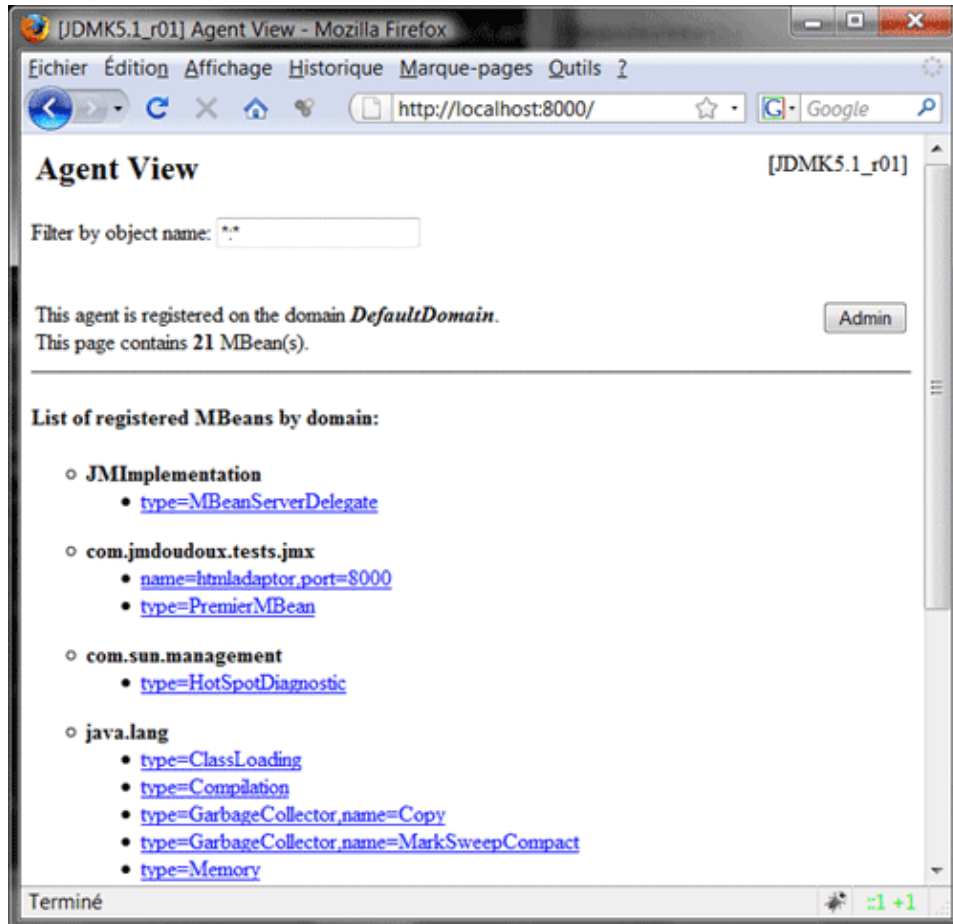 [JDMK5.1_r01] Agent View - Mozilla Firefox
Fichier Édition Affichage Historique Marque-pages Outils ?
http://localhost:8000/ G Google
Agent View [JDMK5.1_r01]
Filter by object name: *:*
This agent is registered on the domain DefaultDomain. Admin
This page contains 21 MBean(s).
List of registered MBeans by domain:
JMImplementation
type=MBeanServerDelegate
com.jmdoudoux.tests.jmx
name=htmladaptor,port=8000
type=PremierMBean
com.sun.management
type=HotSpotDiagnostic
java.lang
type=ClassLoading
type=Compilation
type=GarbageCollector,name=Copy
type=GarbageCollector,name=MarkSweepCompact
type=Memory
Terminé ::1 +1